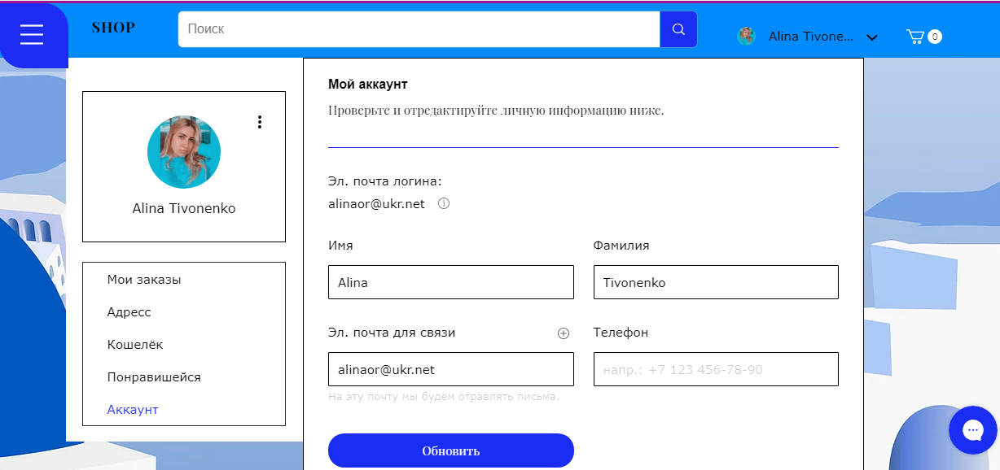 SHOP
Поиск
Alina Tivone...
0
Alina Tivonenko
Мои заказы
Адресс
Кошелёк
Понравишейся
Аккаунт
Мой аккаунт
Проверьте и отредактируйте личную информацию ниже.
Эл. почта логина:
alinaor@ukr.net
Имя
Фамилия
Alina
Tivonenko
Эл. почта для связи
Телефон
alinaor@ukr.net
напр.: +7 123 456-78-90
На эту почту мы будем отравлять письма.
Обновить